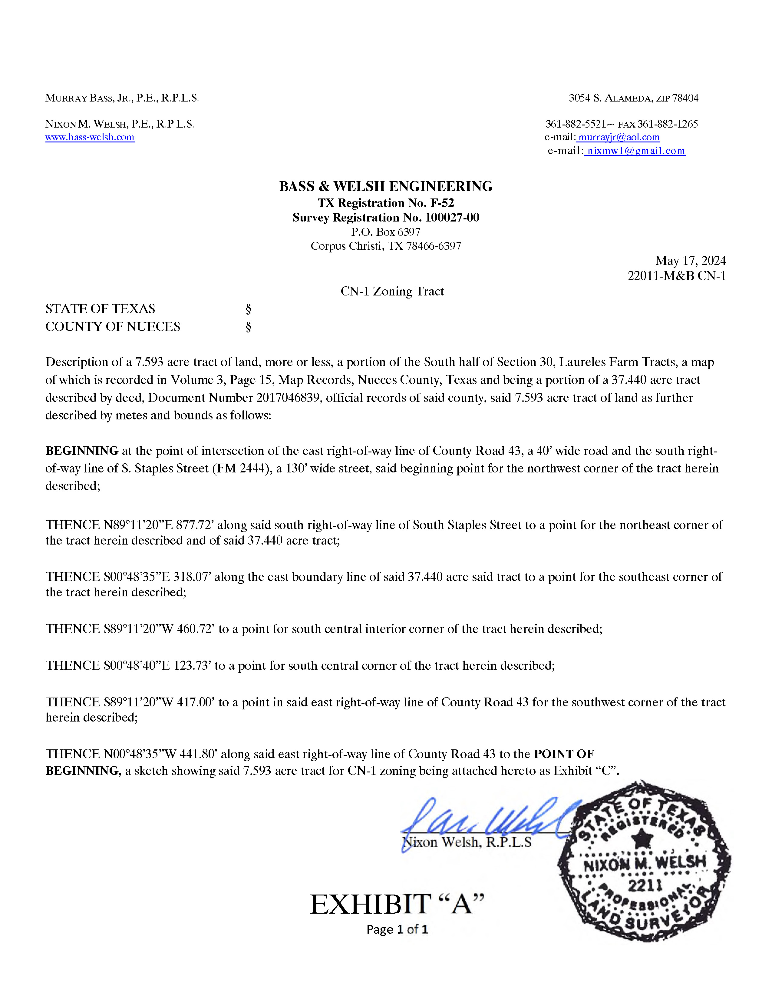 MURRAY BASS, JR., P.E., R.P.L.S.
3054 S. ALAMEDA, ZIP 78404
NIXON M. WELSH, P.E., R.P.L.S.
361-882-5521~ FAX 361-882-1265
www.bass-welsh.com
e-mail: murrayjr@aol.com
e-mail: nixmw1@gmail.com
BASS & WELSH ENGINEERING
TX Registration No. F-52
Survey Registration No. 100027-00
P.O. Box 6397
Corpus Christi, TX 78466-6397
May 17, 2024
22011-M&B CN-1
CN-1 Zoning Tract
STATE OF TEXAS §
COUNTY OF NUECES §
Description of a 7.593 acre tract of land, more or less, a portion of the South half of Section 30, Laureles Farm Tracts, a map
of which is recorded in Volume 3, Page 15, Map Records, Nueces County, Texas and being a portion of a 37.440 acre tract
described by deed, Document Number 2017046839, official records of said county, said 7.593 acre tract of land as further
described by metes and bounds as follows:
BEGINNING at the point of intersection of the east right-of-way line of County Road 43, a 40’ wide road and the south right-
of-way line of S. Staples Street (FM 2444), a 130’ wide street, said beginning point for the northwest corner of the tract herein
described;
THENCE N89°11’20”E 877.72’ along said south right-of-way line of South Staples Street to a point for the northeast corner of
the tract herein described and of said 37.440 acre tract;
THENCE S00°48’35”E 318.07’ along the east boundary line of said 37.440 acre said tract to a point for the southeast corner of
the tract herein described;
THENCE S89°11’20”W 460.72’ to a point for south central interior corner of the tract herein described;
THENCE S00°48’40”E 123.73’ to a point for south central corner of the tract herein described;
THENCE S89°11’20”W 417.00’ to a point in said east right-of-way line of County Road 43 for the southwest corner of the tract
herein described;
THENCE N00°48’35”W 441.80’ along said east right-of-way line of County Road 43 to the POINT OF
BEGINNING, a sketch showing said 7.593 acre tract for CN-1 zoning being attached hereto as Exhibit “C”.
Nixon Welsh, R.P.L.S
STATE OF TEXAS
REGISTERED
NIXON M. WELSH
2211
PROFESSIONAL
LAND SURVEYOR
EXHIBIT “A”
Page 1 of 1